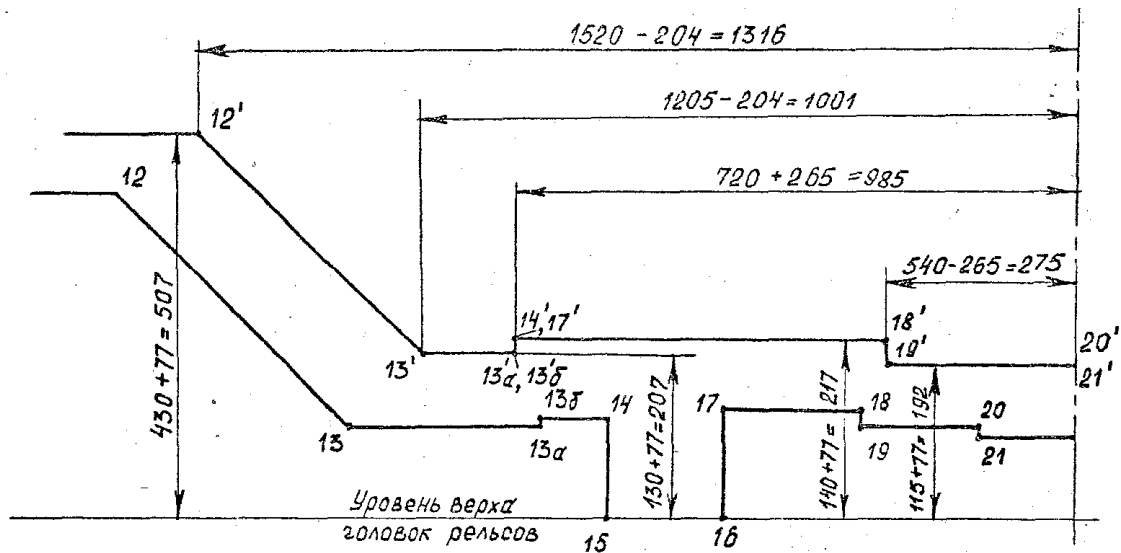 1520 - 204 = 1316
1205 - 204 = 1001
12'
12
720 + 265 = 985
540 - 265 = 275
14', 17'
18'
13'
13'а, 13'б
19'
20'
21'
430 + 77 = 507
13
13б
14
13а
130+77=207
17
140+77= 217
18
19
115+77= 192
20
21
Уровень верха
головок рельсов
15
16